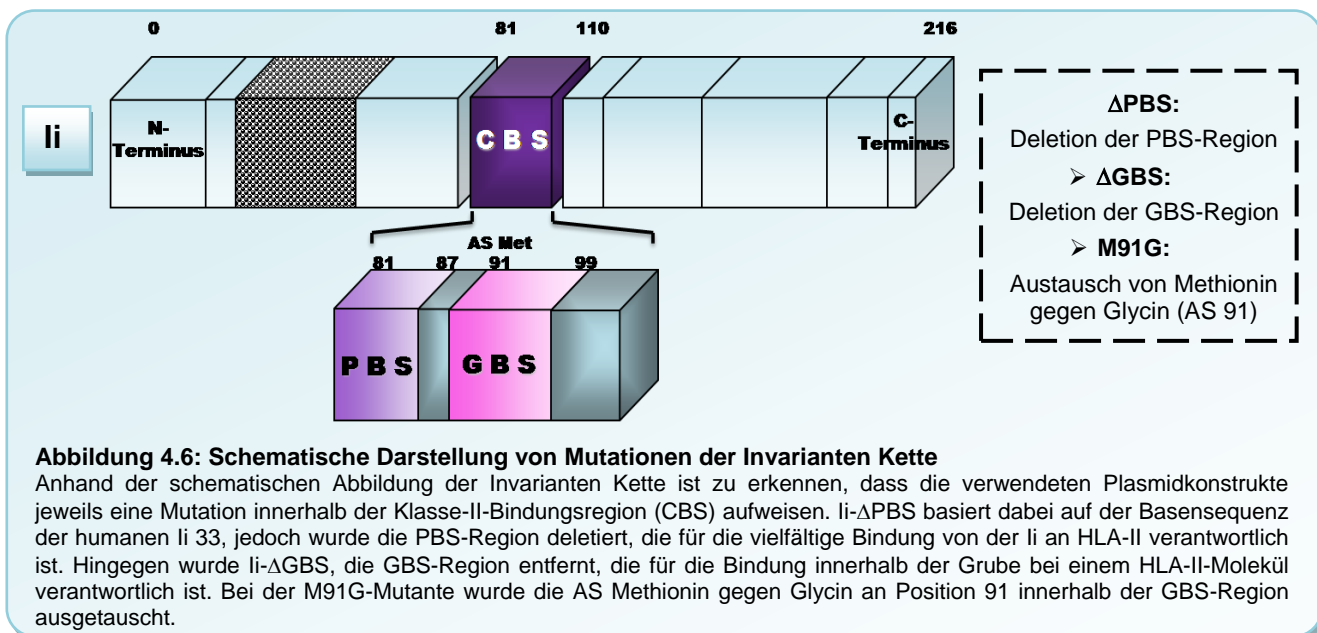 0 81 110 216
Ii
N-
Terminus
C B S
C-
Terminus
AS Met
81 87 91 99
P B S G B S
ΔPBS:
Deletion der PBS-Region
➢ ΔGBS:
Deletion der GBS-Region
➢ M91G:
Austausch von Methionin
gegen Glycin (AS 91)
Abbildung 4.6: Schematische Darstellung von Mutationen der Invarianten Kette
Anhand der schematischen Abbildung der Invarianten Kette ist zu erkennen, dass die verwendeten Plasmidkonstrukte
jeweils eine Mutation innerhalb der Klasse-II-Bindungsregion (CBS) aufweisen. Ii-ΔPBS basiert dabei auf der Basensequenz
der humanen Ii 33, jedoch wurde die PBS-Region deletiert, die für die vielfältige Bindung von der Ii an HLA-II verantwortlich
ist. Hingegen wurde Ii-ΔGBS, die GBS-Region entfernt, die für die Bindung innerhalb der Grube bei einem HLA-II-Molekül
verantwortlich ist. Bei der M91G-Mutante wurde die AS Methionin gegen Glycin an Position 91 innerhalb der GBS-Region
ausgetauscht.